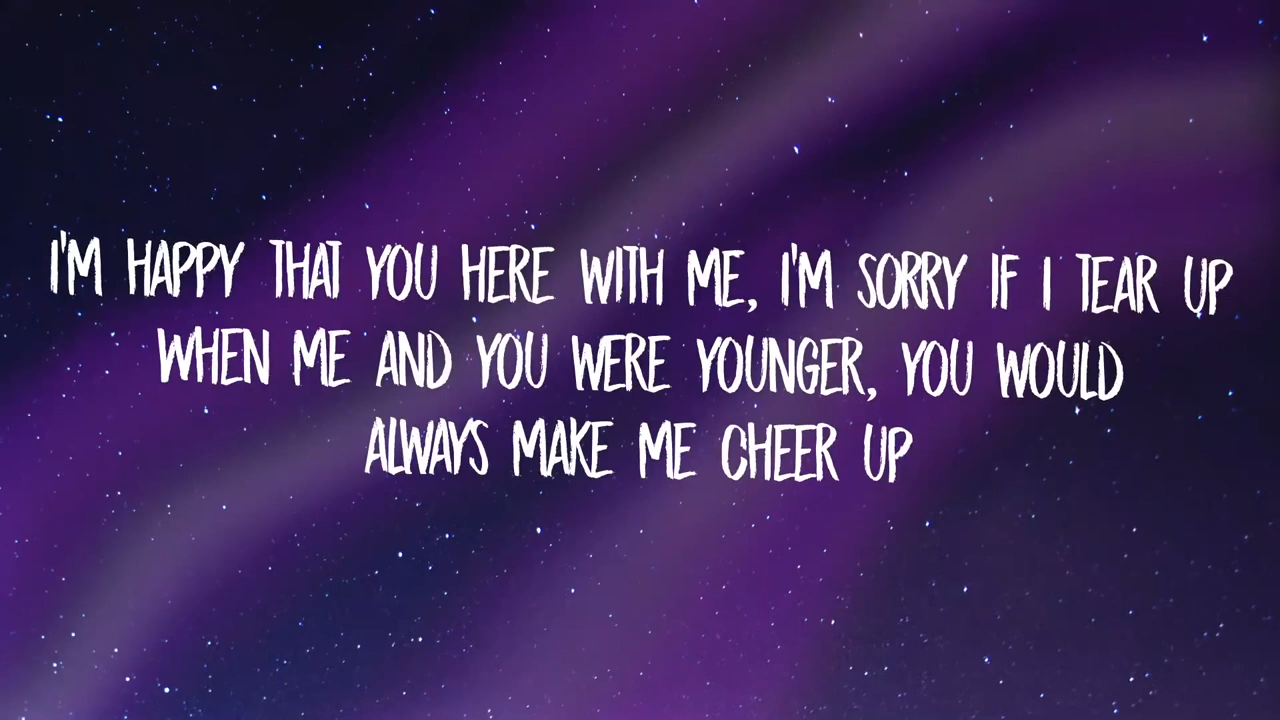 I'M HAPPY THAT YOU HERE WITH ME, I'M SORRY IF I TEAR UP
WHEN ME AND YOU WERE YOUNGER, YOU WOULD
ALWAYS MAKE ME CHEER UP